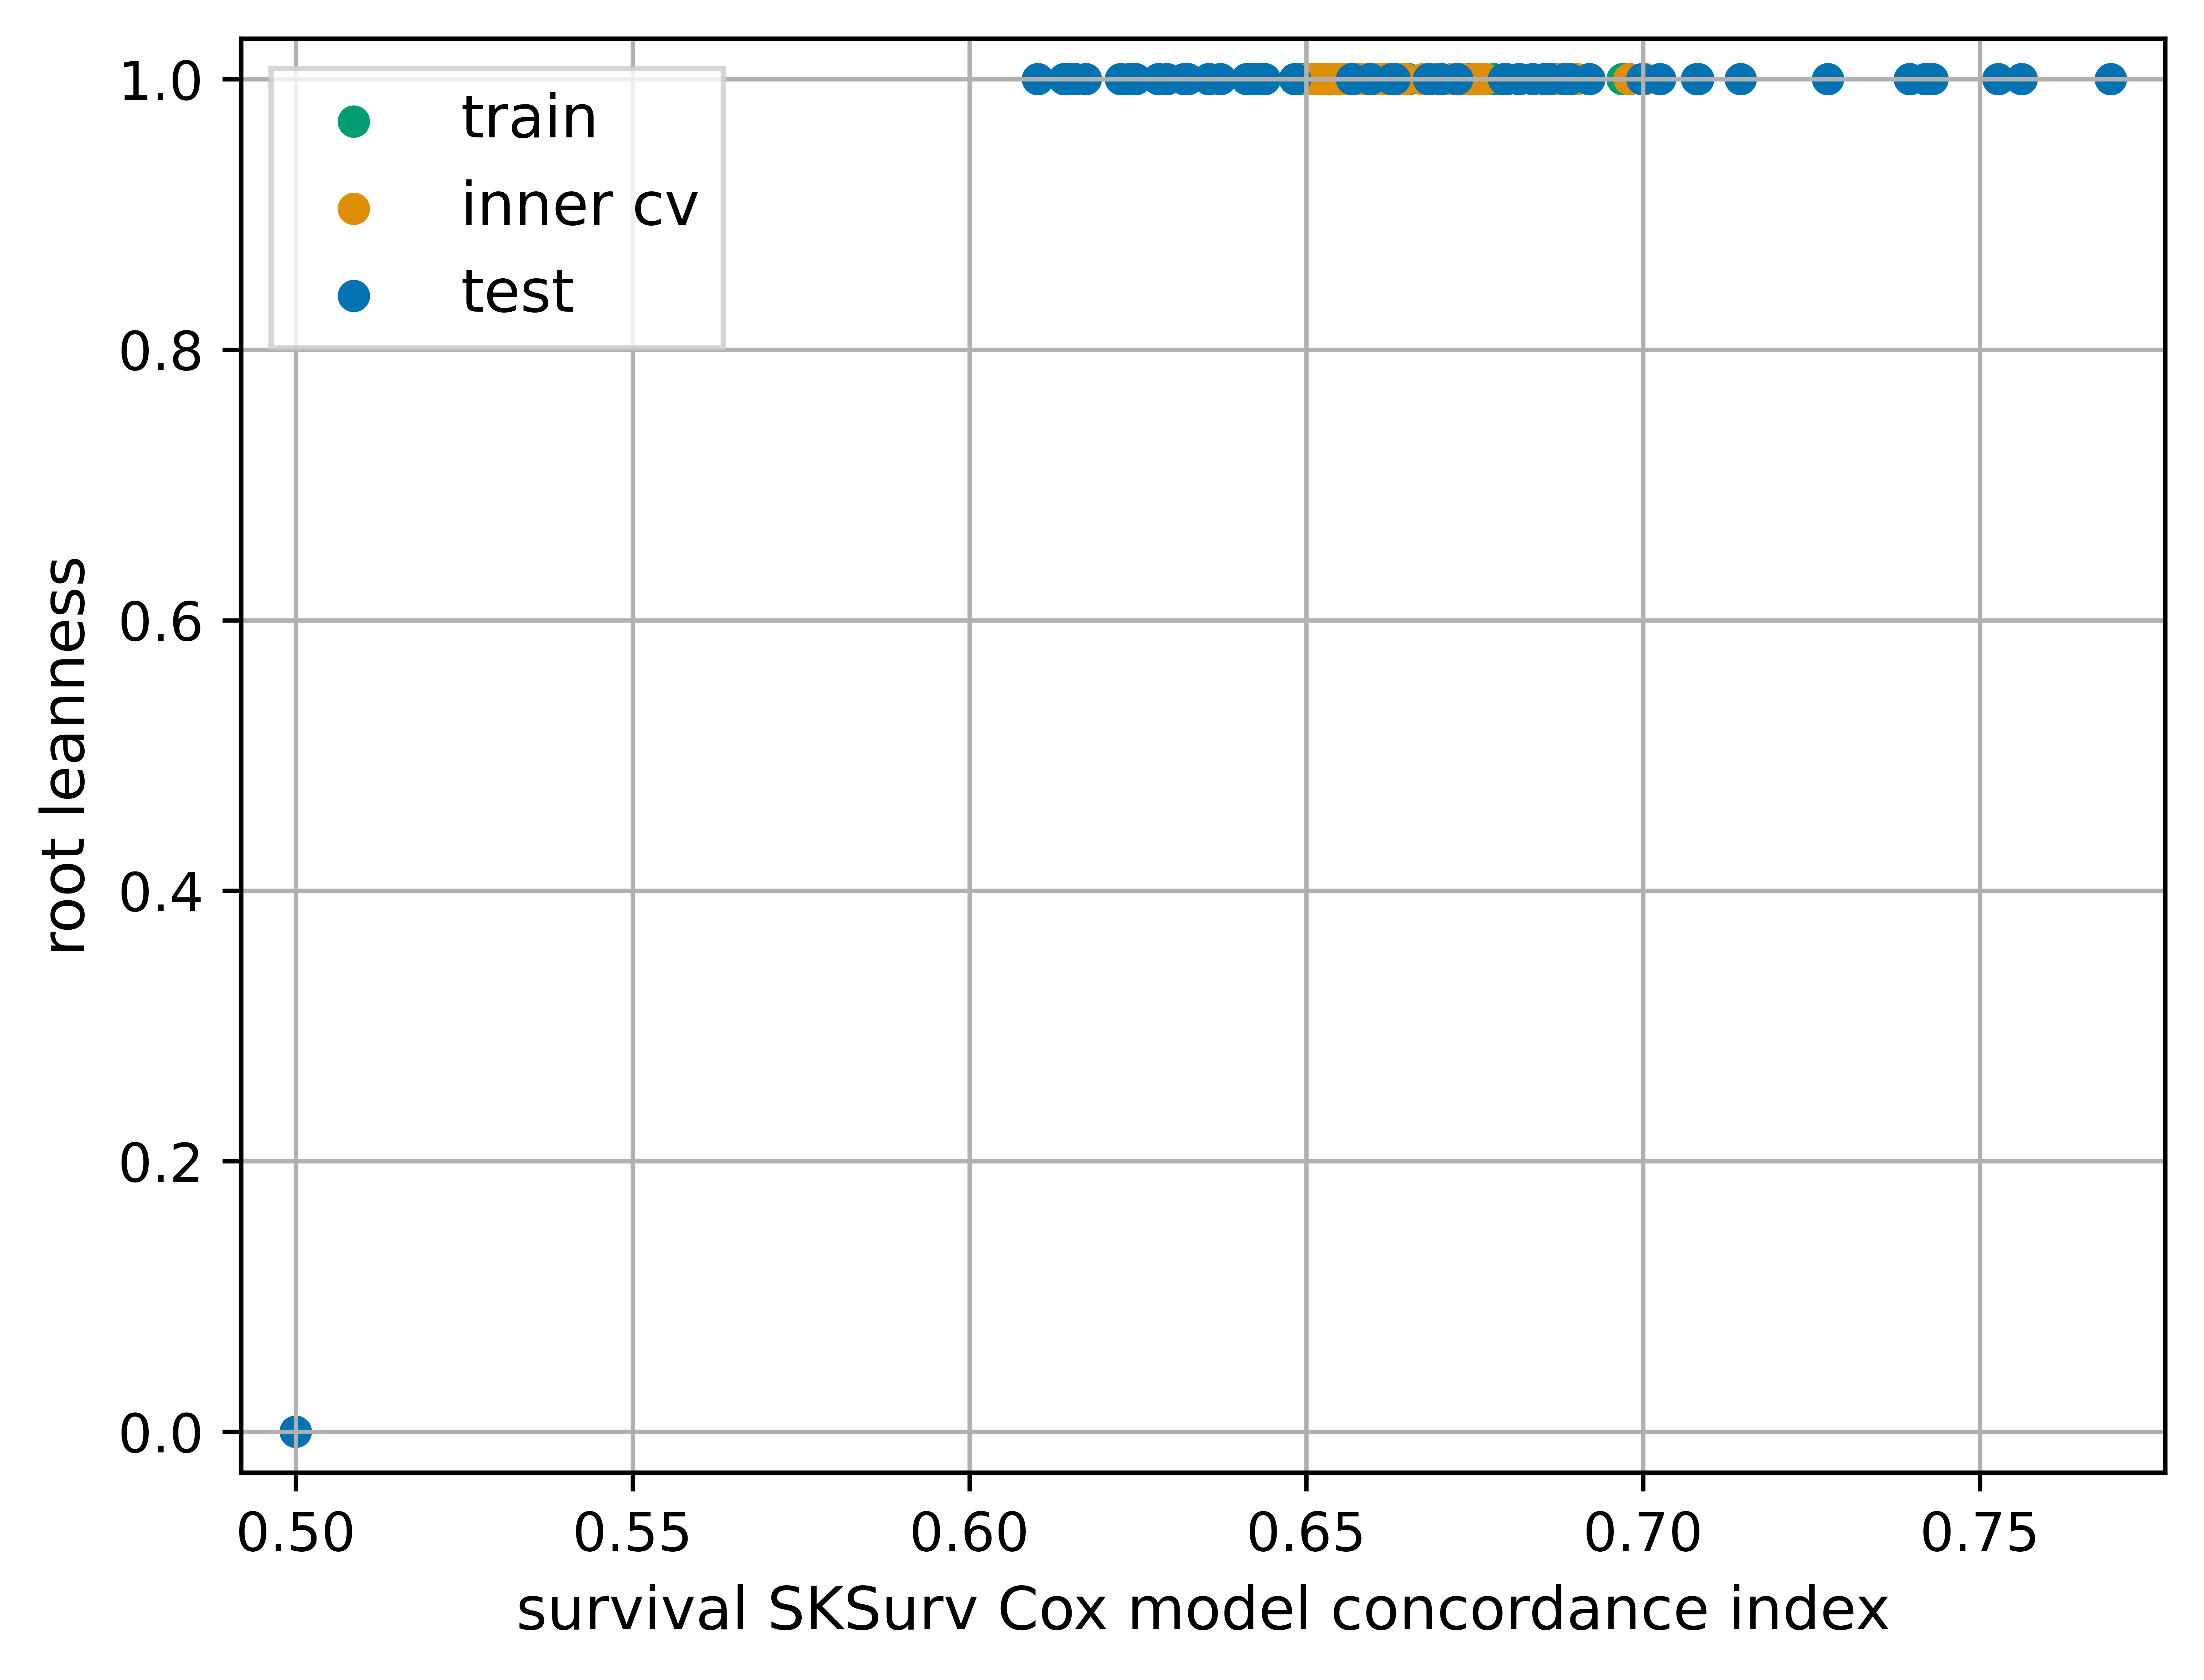 train
inner cv
test
1.0
0.8
0.6
0.4
0.2
0.0
root leanness
0.50 0.55 0.60 0.65 0.70 0.75
survival SKSurv Cox model concordance index